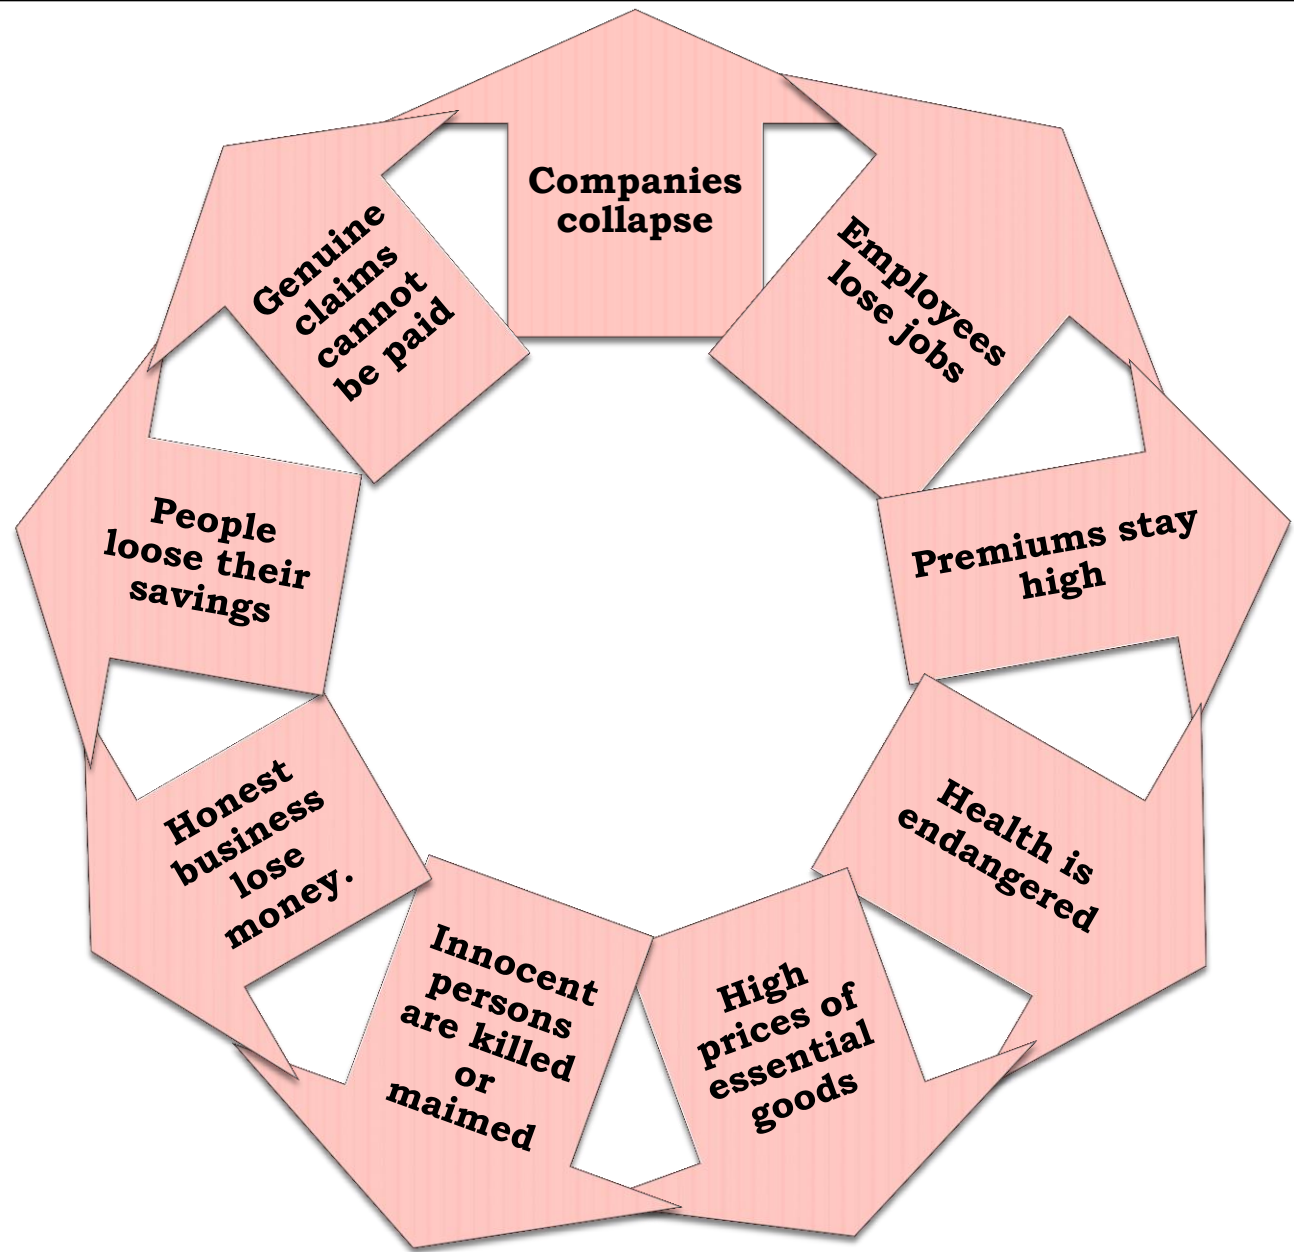 Companies
collapse
Employees
lose jobs
Premiums stay
high
Health is
endangered
High
prices of
essential
goods
Innocent
persons
are killed
or
maimed
Honest
business
lose
money.
People
loose their
savings
Genuine
claims
cannot
be paid